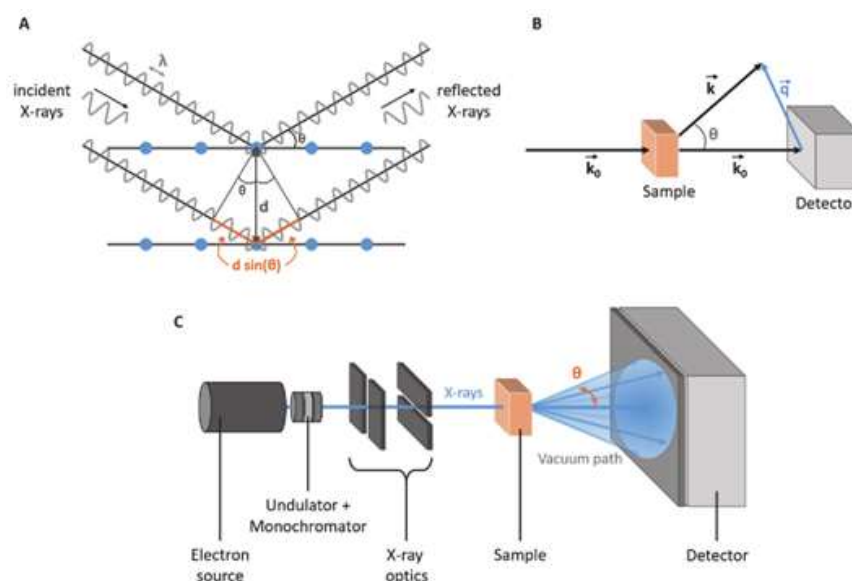 A
λ
incident
X-rays
reflected
X-rays
θ
θ
d
d sin(θ)
B
k
q
θ
k₀
k₀
Sample
Detecto
C
X-rays
θ
Vacuum path
Undulator +
Monochromator
Electron
source
X-ray
optics
Sample
Detector